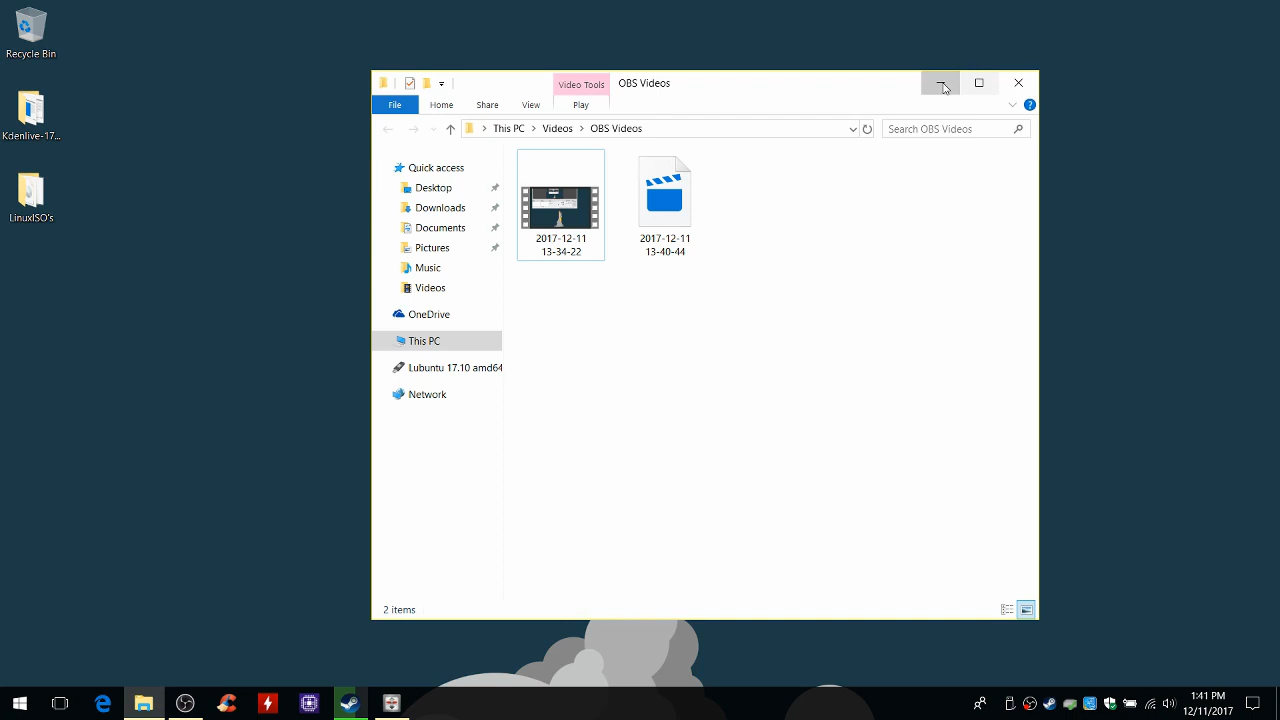 Recycle Bin
Kdenlive-17...
LinuxISO's
Video Tools
OBS Videos
File
Home
Share
View
Play
This PC
Videos
OBS Videos
Search OBS Videos
Quick access
Desktop
Downloads
Documents
Pictures
Music
Videos
OneDrive
This PC
Lubuntu 17.10 amd64
Network
2017-12-11
13-34-22
2017-12-11
13-40-44
2 items
1:41 PM
12/11/2017